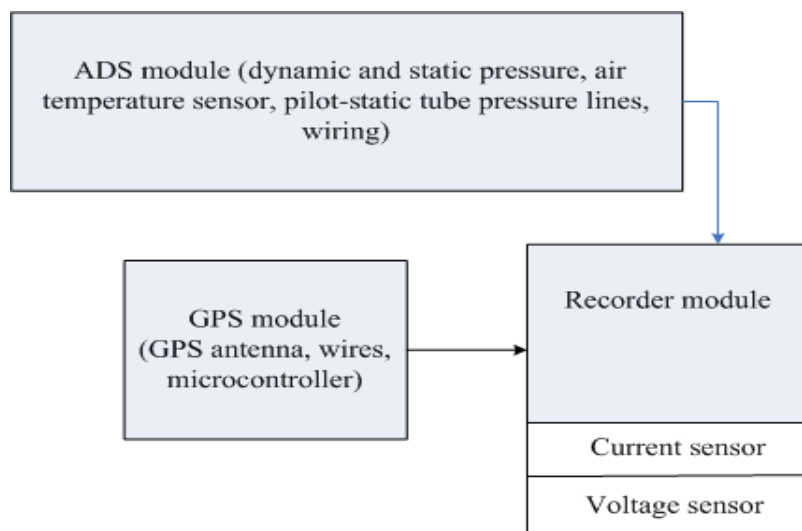 ADS module (dynamic and static pressure, air
temperature sensor, pilot-static tube pressure lines,
wiring)
GPS module
(GPS antenna, wires,
microcontroller)
Recorder module
Current sensor
Voltage sensor